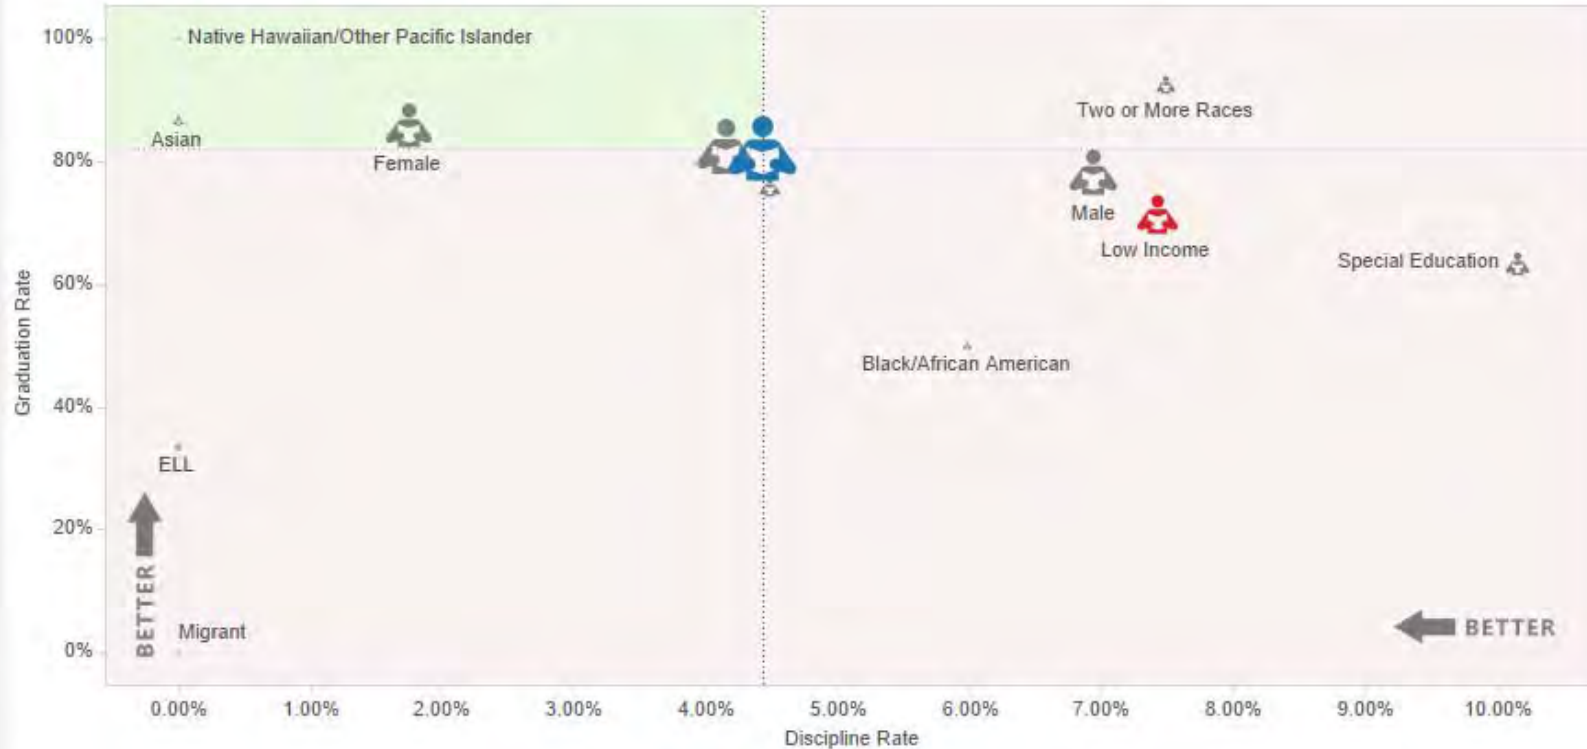 100%
Native Hawaiian/Other Pacific Islander
Two or More Races
Asian
80%
Female
Male
Low Income
Special Education
60%
Graduation Rate
Black/African American
40%
ELL
20%
BETTER
Migrant
BETTER
0%
0.00% 1.00% 2.00% 3.00% 4.00% 5.00% 6.00% 7.00% 8.00% 9.00% 10.00%
Discipline Rate